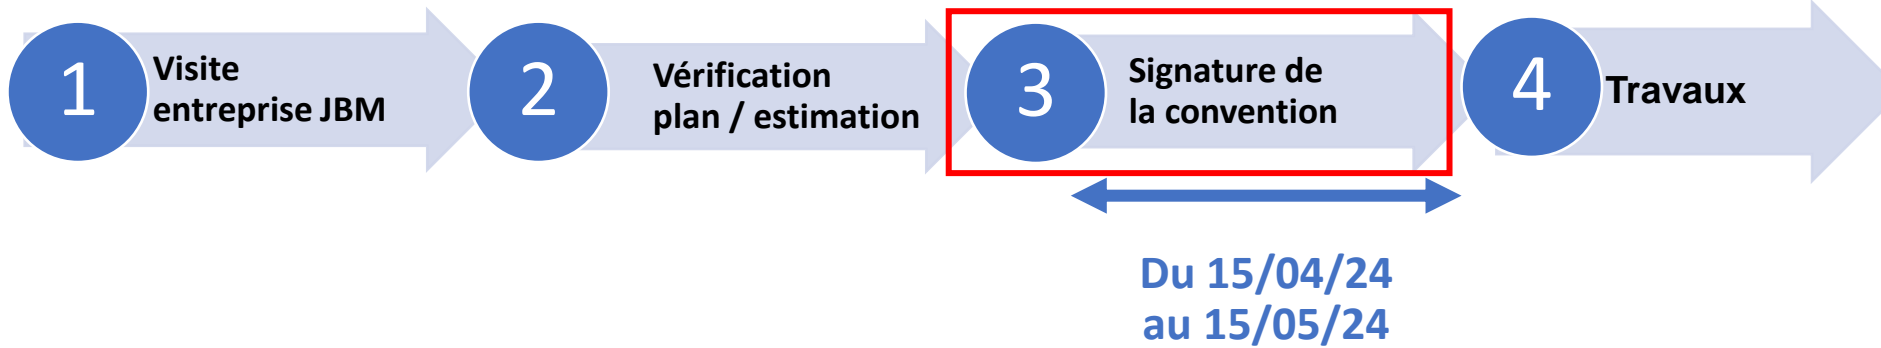 1
Visite
entreprise JBM
2
Vérification
plan / estimation
3
Signature de
la convention
4
Travaux
Du 15/04/24
au 15/05/24